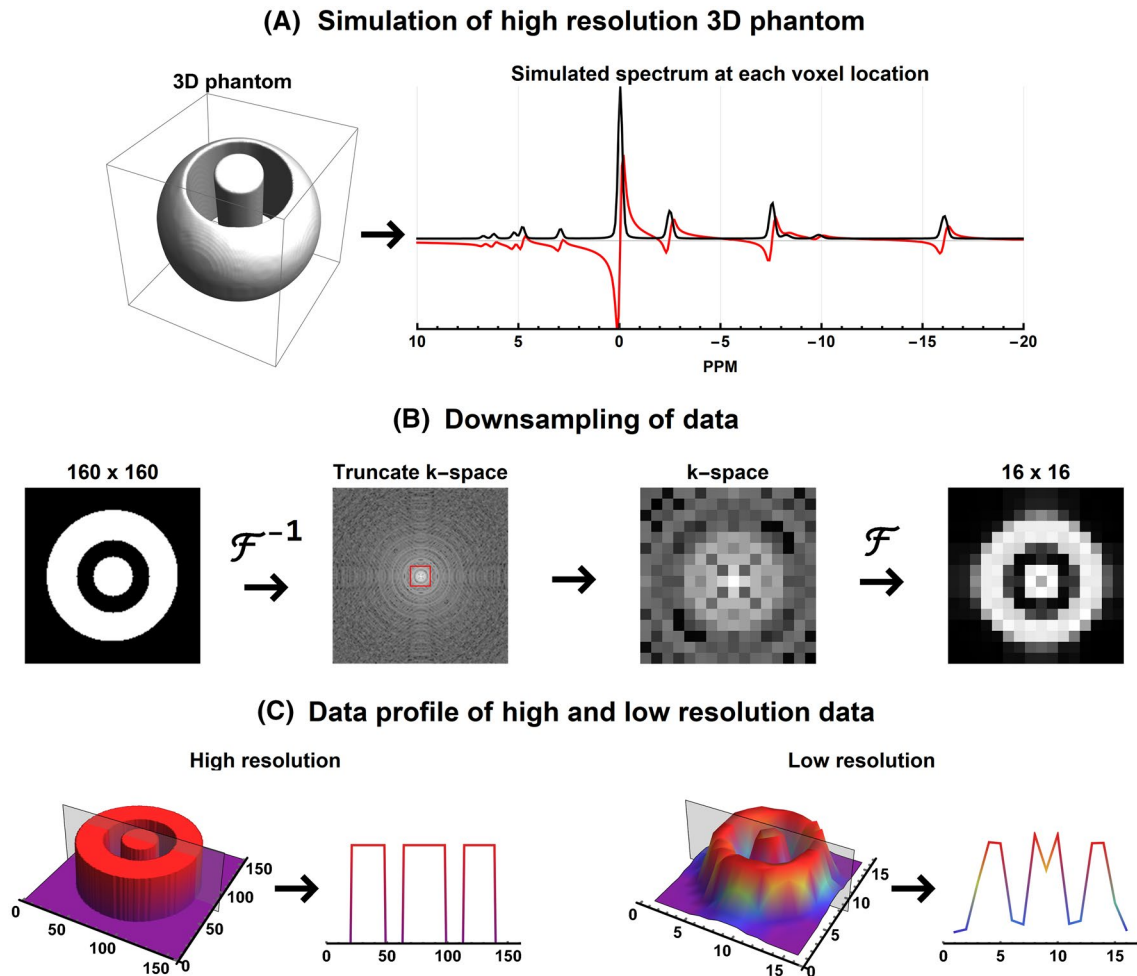 (A) Simulation of high resolution 3D phantom
3D phantom
Simulated spectrum at each voxel location
10 5 0 −5 −10 −15 −20
PPM
(B) Downsampling of data
160 x 160
Truncate k−space
k−space
16 x 16
ℱ−1
ℱ
(C) Data profile of high and low resolution data
High resolution
Low resolution
0 50 100 150
0 50 100 150
0 50 100 150
0 5 10 15
0 5 10 15
0 5 10 15